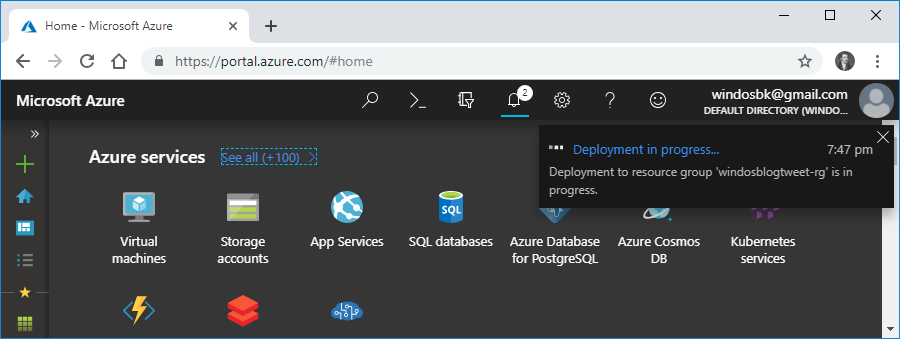 Home - Microsoft Azure
https://portal.azure.com/#home
Microsoft Azure
2
windosbk@gmail.com
DEFAULT DIRECTORY (WINDO...
Deployment in progress...
7:47 pm
Deployment to resource group 'windosblogtweet-rg' is in
progress.
Azure services
See all (+100)
SQL
Virtual
machines
Storage
accounts
App Services
SQL databases
Azure Database
for PostgreSQL
Azure Cosmos
DB
Kubernetes
services